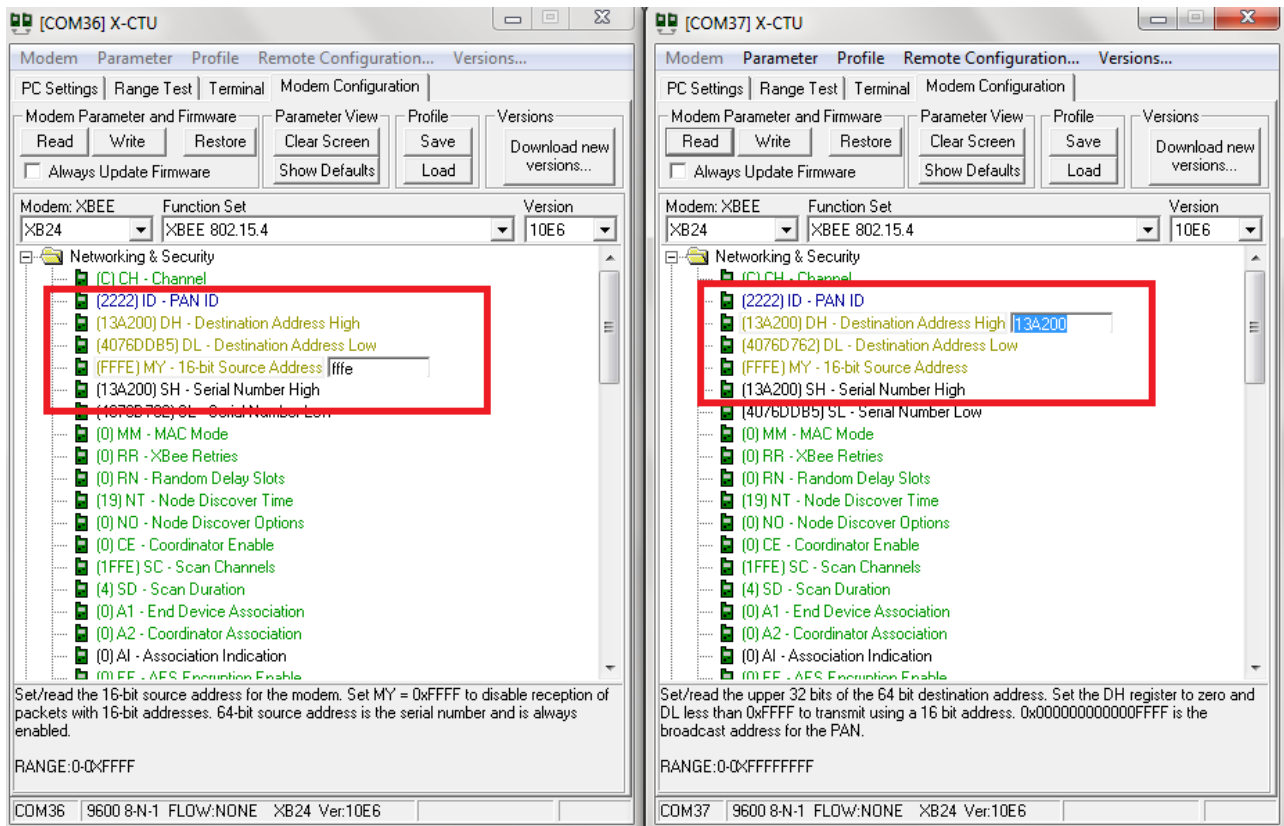 [COM36] X-CTU
Modem Parameter Profile Remote Configuration... Versions...
PC Settings Range Test Terminal Modem Configuration
Modem Parameter and Firmware Parameter View Profile Versions
Read Write Restore Clear Screen Save Download new versions...
Always Update Firmware Show Defaults Load
Modem: XBEE Function Set Version
XB24 XBEE 802.15.4 10E6
Networking & Security
(C) CH - Channel
(2222) ID - PAN ID
(13A200) DH - Destination Address High
(4076DDB5) DL - Destination Address Low
(FFFE) MY - 16-bit Source Address fffe
(13A200) SH - Serial Number High
(4076D762) SL - Serial Number Low
(0) MM - MAC Mode
(0) RR - XBee Retries
(0) RN - Random Delay Slots
(19) NT - Node Discover Time
(0) NO - Node Discover Options
(0) CE - Coordinator Enable
(1FFE) SC - Scan Channels
(4) SD - Scan Duration
(0) A1 - End Device Association
(0) A2 - Coordinator Association
(0) AI - Association Indication
(0) EE - AES Encryption Enable
Set/read the 16-bit source address for the modem. Set MY = 0xFFFF to disable reception of
packets with 16-bit addresses. 64-bit source address is the serial number and is always
enabled.
RANGE:0-0XFFFF
COM36 9600 8-N-1 FLOW:NONE XB24 Ver:10E6
[COM37] X-CTU
Modem Parameter Profile Remote Configuration... Versions...
PC Settings Range Test Terminal Modem Configuration
Modem Parameter and Firmware Parameter View Profile Versions
Read Write Restore Clear Screen Save Download new versions...
Always Update Firmware Show Defaults Load
Modem: XBEE Function Set Version
XB24 XBEE 802.15.4 10E6
Networking & Security
(C) CH - Channel
(2222) ID - PAN ID
(13A200) DH - Destination Address High 13A200
(4076D762) DL - Destination Address Low
(FFFE) MY - 16-bit Source Address
(13A200) SH - Serial Number High
(4076DDB5) SL - Serial Number Low
(0) MM - MAC Mode
(0) RR - XBee Retries
(0) RN - Random Delay Slots
(19) NT - Node Discover Time
(0) NO - Node Discover Options
(0) CE - Coordinator Enable
(1FFE) SC - Scan Channels
(4) SD - Scan Duration
(0) A1 - End Device Association
(0) A2 - Coordinator Association
(0) AI - Association Indication
(0) EE - AES Encryption Enable
Set/read the upper 32 bits of the 64 bit destination address. Set the DH register to zero and
DL less than 0xFFFF to transmit using a 16 bit address. 0x000000000000FFFF is the
broadcast address for the PAN.
RANGE:0-0XFFFFFFFF
COM37 9600 8-N-1 FLOW:NONE XB24 Ver:10E6